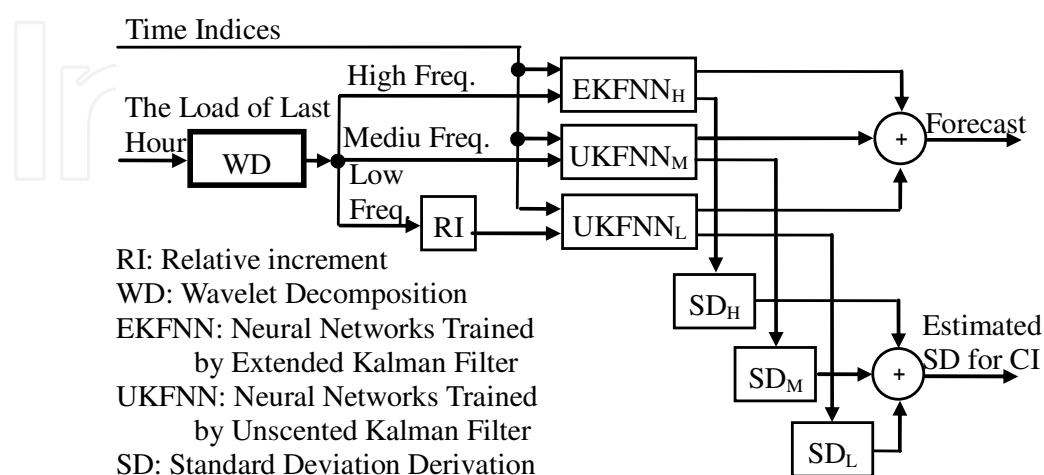 Time Indices
High Freq.
EKFNN_H
The Load of Last
Hour
WD
Mediu Freq.
UKFNN_M
+
Forecast
Low
Freq.
RI
UKFNN_L
RI: Relative increment
WD: Wavelet Decomposition
EKFNN: Neural Networks Trained
by Extended Kalman Filter
UKFNN: Neural Networks Trained
by Unscented Kalman Filter
SD: Standard Deviation Derivation
SD_H
SD_M
SD_L
+
Estimated
SD for CI